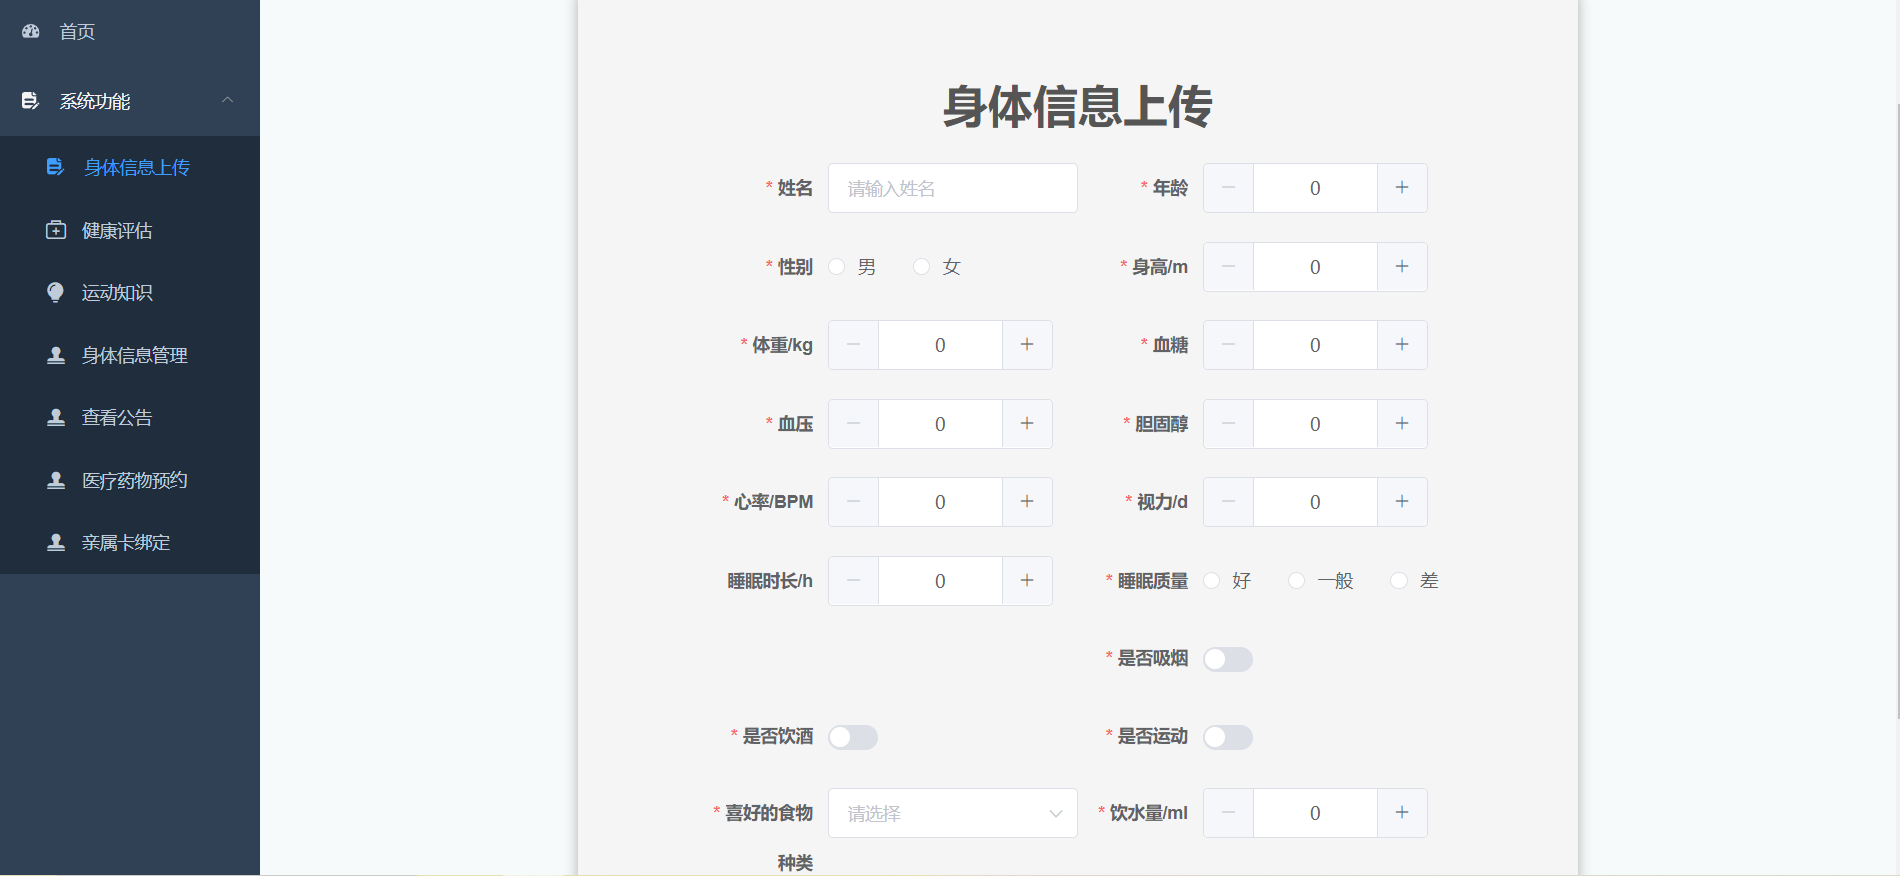 首页
系统功能
身体信息上传
健康评估
运动知识
身体信息管理
查看公告
医疗药物预约
亲属卡绑定
身体信息上传
* 姓名 请输入姓名 * 年龄 0
* 性别 男 女 * 身高/m 0
* 体重/kg 0 * 血糖 0
* 血压 0 * 胆固醇 0
* 心率/BPM 0 * 视力/d 0
睡眠时长/h 0 * 睡眠质量 好 一般 差
* 是否吸烟
* 是否饮酒 * 是否运动
* 喜好的食物 请选择 * 饮水量/ml 0
种类